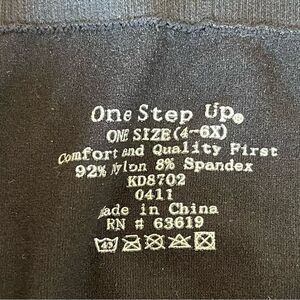 One Step Up®
ONE SIZE (4-6X)
Comfort and Quality First
92% Nylon 8% Spandex
KD8702
0411
Made in China
RN # 63619
40